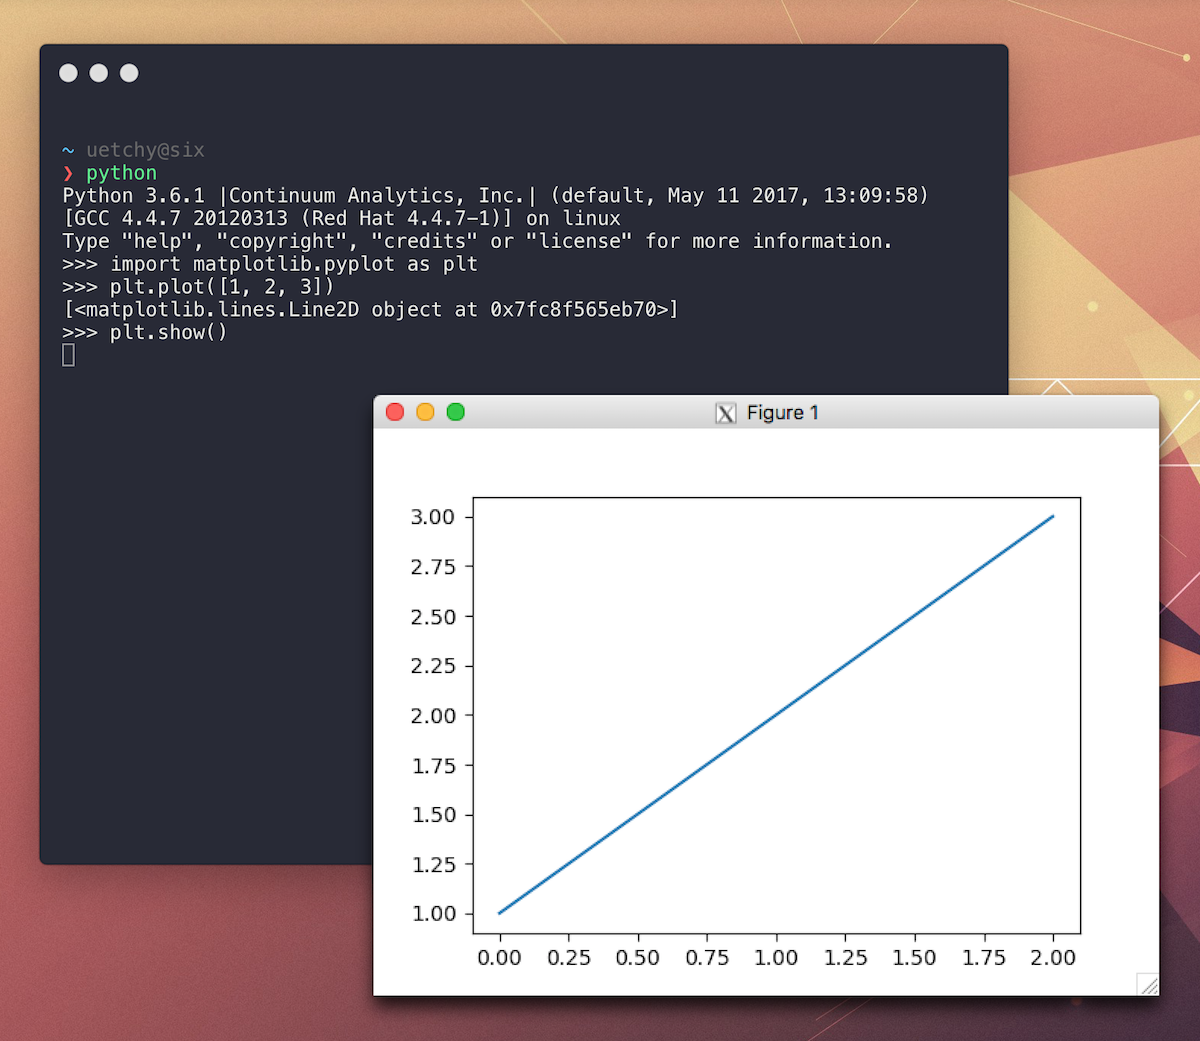 ~ uetchy@six
❯ python
Python 3.6.1 |Continuum Analytics, Inc.| (default, May 11 2017, 13:09:58)
[GCC 4.4.7 20120313 (Red Hat 4.4.7-1)] on linux
Type "help", "copyright", "credits" or "license" for more information.
>>> import matplotlib.pyplot as plt
>>> plt.plot([1, 2, 3])
[<matplotlib.lines.Line2D object at 0x7fc8f565eb70>]
>>> plt.show()
X Figure 1
3.00
2.75
2.50
2.25
2.00
1.75
1.50
1.25
1.00
0.00 0.25 0.50 0.75 1.00 1.25 1.50 1.75 2.00